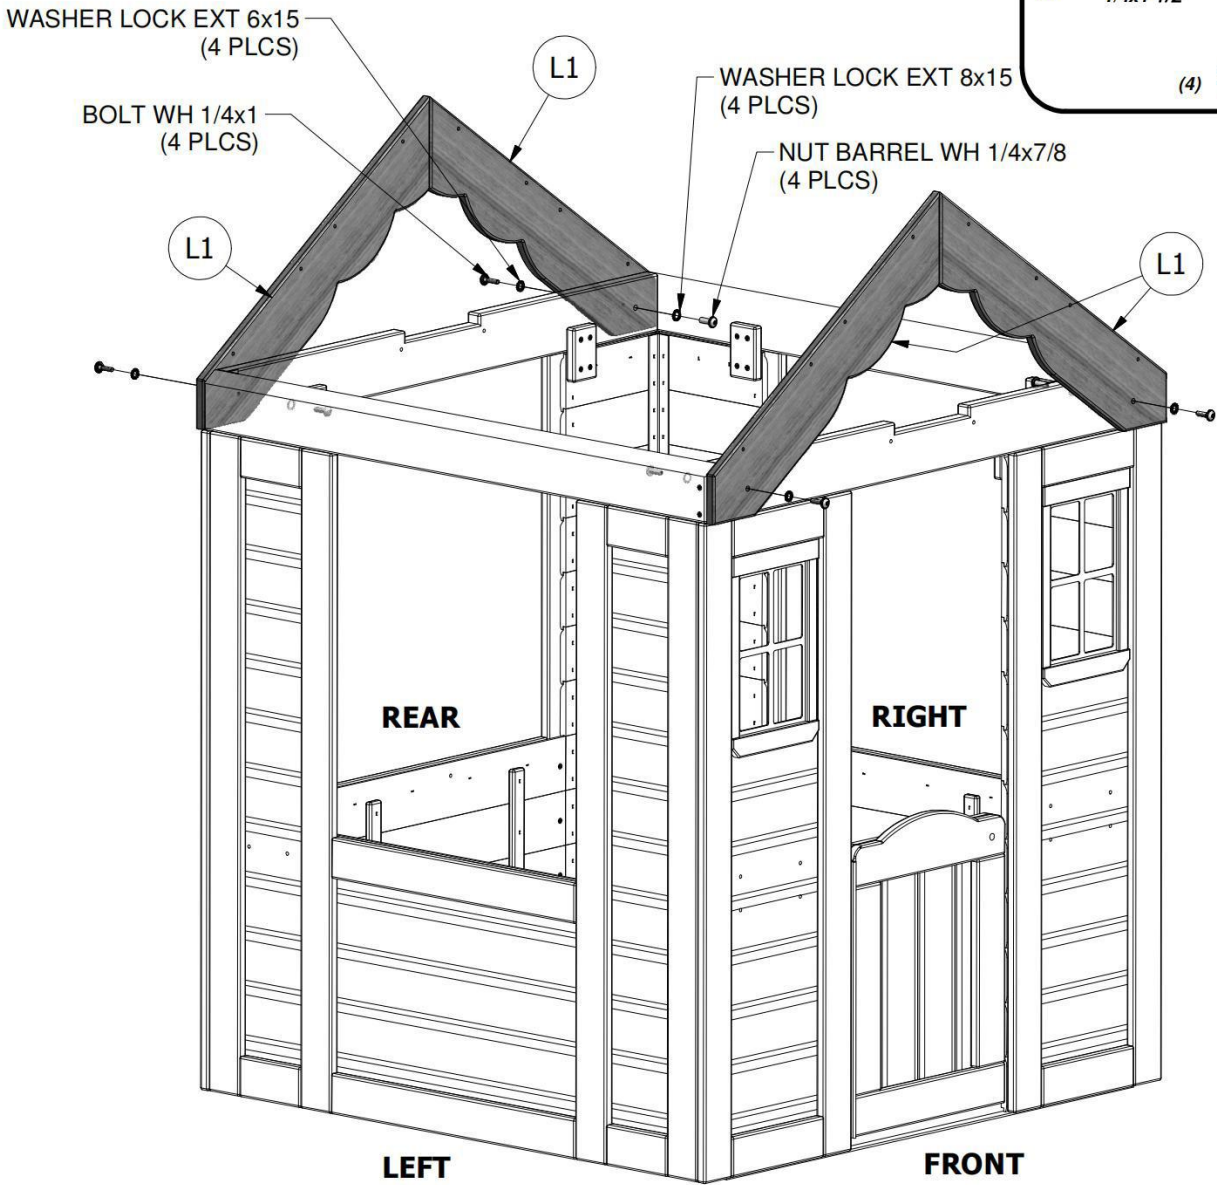 WASHER LOCK EXT 6x15
(4 PLCS)
L1
BOLT WH 1/4x1
(4 PLCS)
WASHER LOCK EXT 8x15
(4 PLCS)
(4)
NUT BARREL WH 1/4x7/8
(4 PLCS)
L1
L1
REAR
RIGHT
LEFT
FRONT